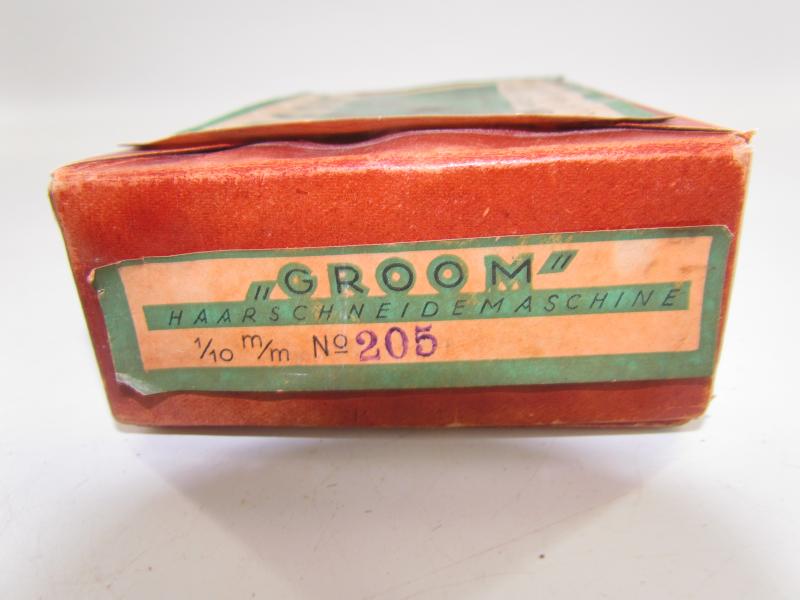 „GROOM"
HAARSCHNEIDEMASCHINE
1/10 m/m Nº 205